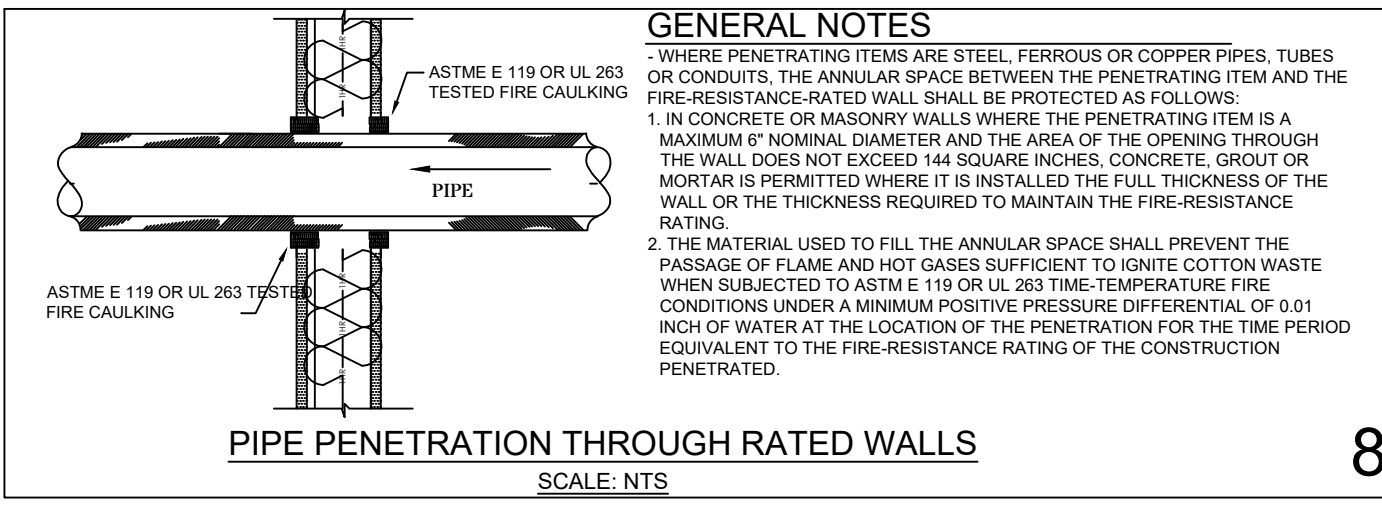 GENERAL NOTES
- WHERE PENETRATING ITEMS ARE STEEL, FERROUS OR COPPER PIPES, TUBES
OR CONDUITS, THE ANNULAR SPACE BETWEEN THE PENETRATING ITEM AND THE
FIRE-RESISTANCE-RATED WALL SHALL BE PROTECTED AS FOLLOWS:
1. IN CONCRETE OR MASONRY WALLS WHERE THE PENETRATING ITEM IS A
MAXIMUM 6" NOMINAL DIAMETER AND THE AREA OF THE OPENING THROUGH
THE WALL DOES NOT EXCEED 144 SQUARE INCHES, CONCRETE, GROUT OR
MORTAR IS PERMITTED WHERE IT IS INSTALLED THE FULL THICKNESS OF THE
WALL OR THE THICKNESS REQUIRED TO MAINTAIN THE FIRE-RESISTANCE
RATING.
2. THE MATERIAL USED TO FILL THE ANNULAR SPACE SHALL PREVENT THE
PASSAGE OF FLAME AND HOT GASES SUFFICIENT TO IGNITE COTTON WASTE
WHEN SUBJECTED TO ASTM E 119 OR UL 263 TIME-TEMPERATURE FIRE
CONDITIONS UNDER A MINIMUM POSITIVE PRESSURE DIFFERENTIAL OF 0.01
INCH OF WATER AT THE LOCATION OF THE PENETRATION FOR THE TIME PERIOD
EQUIVALENT TO THE FIRE-RESISTANCE RATING OF THE CONSTRUCTION
PENETRATED.
ASTME E 119 OR UL 263
TESTED FIRE CAULKING
1HR
1HR
PIPE
ASTME E 119 OR UL 263 TESTED
FIRE CAULKING
1HR
1HR
1HR
PIPE PENETRATION THROUGH RATED WALLS
SCALE: NTS
8